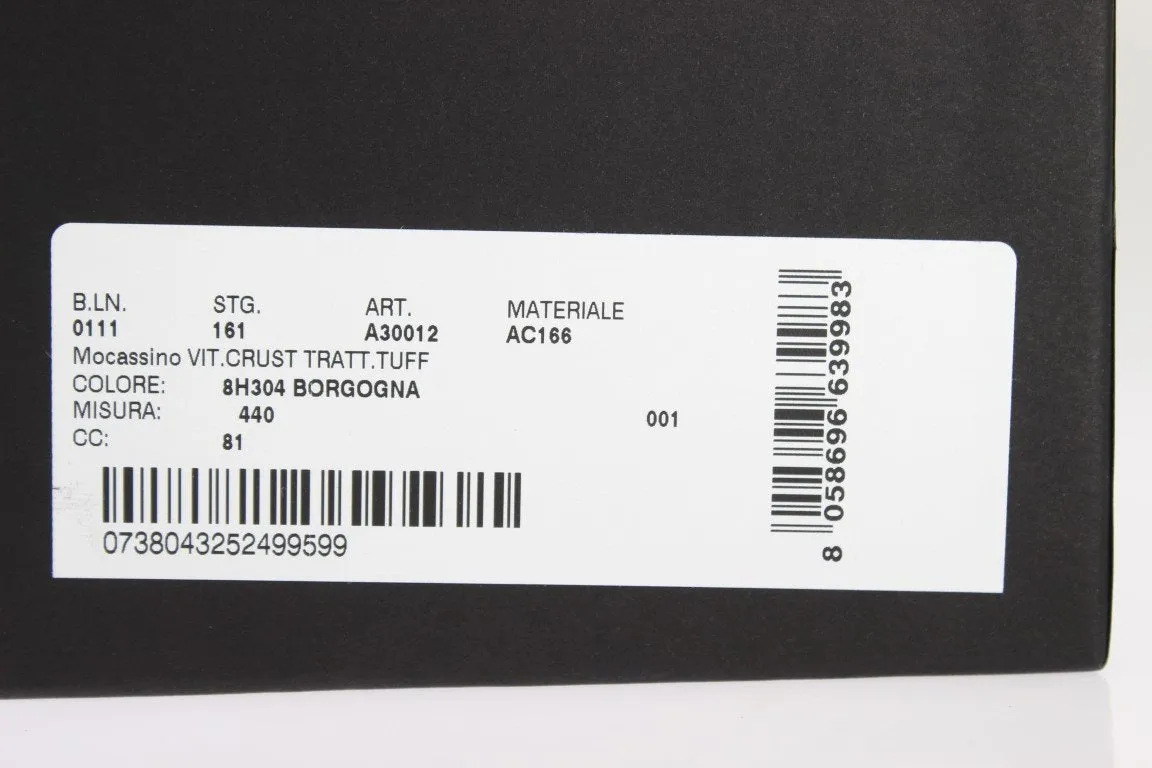 B.LN. STG. ART. MATERIALE
0111 161 A30012 AC166
Mocassino VIT.CRUST TRATT.TUFF
COLORE: 8H304 BORGOGNA
MISURA: 440 001
CC: 81
0738043252499599
8 058696 639983